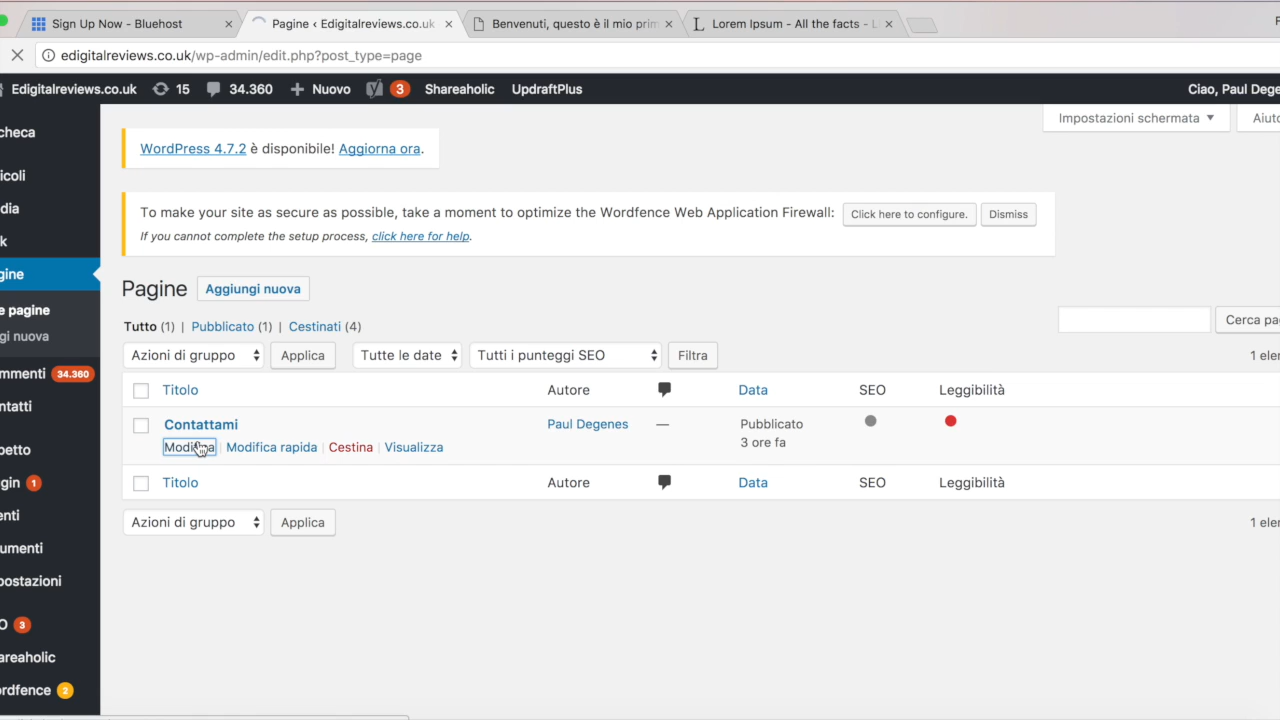 Sign Up Now - Bluehost
Pagine ‹ Edigitalreviews.co.uk
Benvenuti, questo è il mio prim
Lorem Ipsum - All the facts - L
edigitalreviews.co.uk/wp-admin/edit.php?post_type=page
Edigitalreviews.co.uk 15 34.360 Nuovo 3 Shareaholic UpdraftPlus Ciao, Paul Dege
Impostazioni schermata Aiuto
checa
icoli
dia
k
gine
e pagine
gi nuova
mmenti 34.360
ntatti
petto
gin 1
enti
umenti
postazioni
O 3
areaholic
rdfence 2
WordPress 4.7.2 è disponibile! Aggiorna ora.
To make your site as secure as possible, take a moment to optimize the Wordfence Web Application Firewall: Click here to configure. Dismiss
If you cannot complete the setup process, click here for help.
Pagine Aggiungi nuova
Tutto (1) | Pubblicato (1) | Cestinati (4)
Cerca pa
Azioni di gruppo Applica Tutte le date Tutti i punteggi SEO Filtra 1 elen
Titolo Autore Data SEO Leggibilità
Contattami Paul Degenes — Pubblicato
3 ore fa
Modifica | Modifica rapida | Cestina | Visualizza
Titolo Autore Data SEO Leggibilità
Azioni di gruppo Applica 1 elen